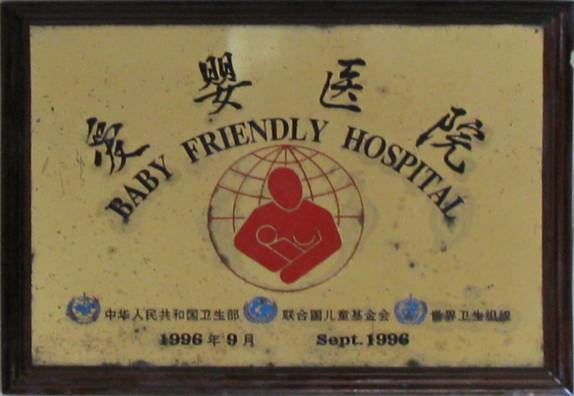 爱婴医院
BABY FRIENDLY HOSPITAL
中华人民共和国卫生部 联合国儿童基金会 世界卫生组织
1996年9月 Sept.1996